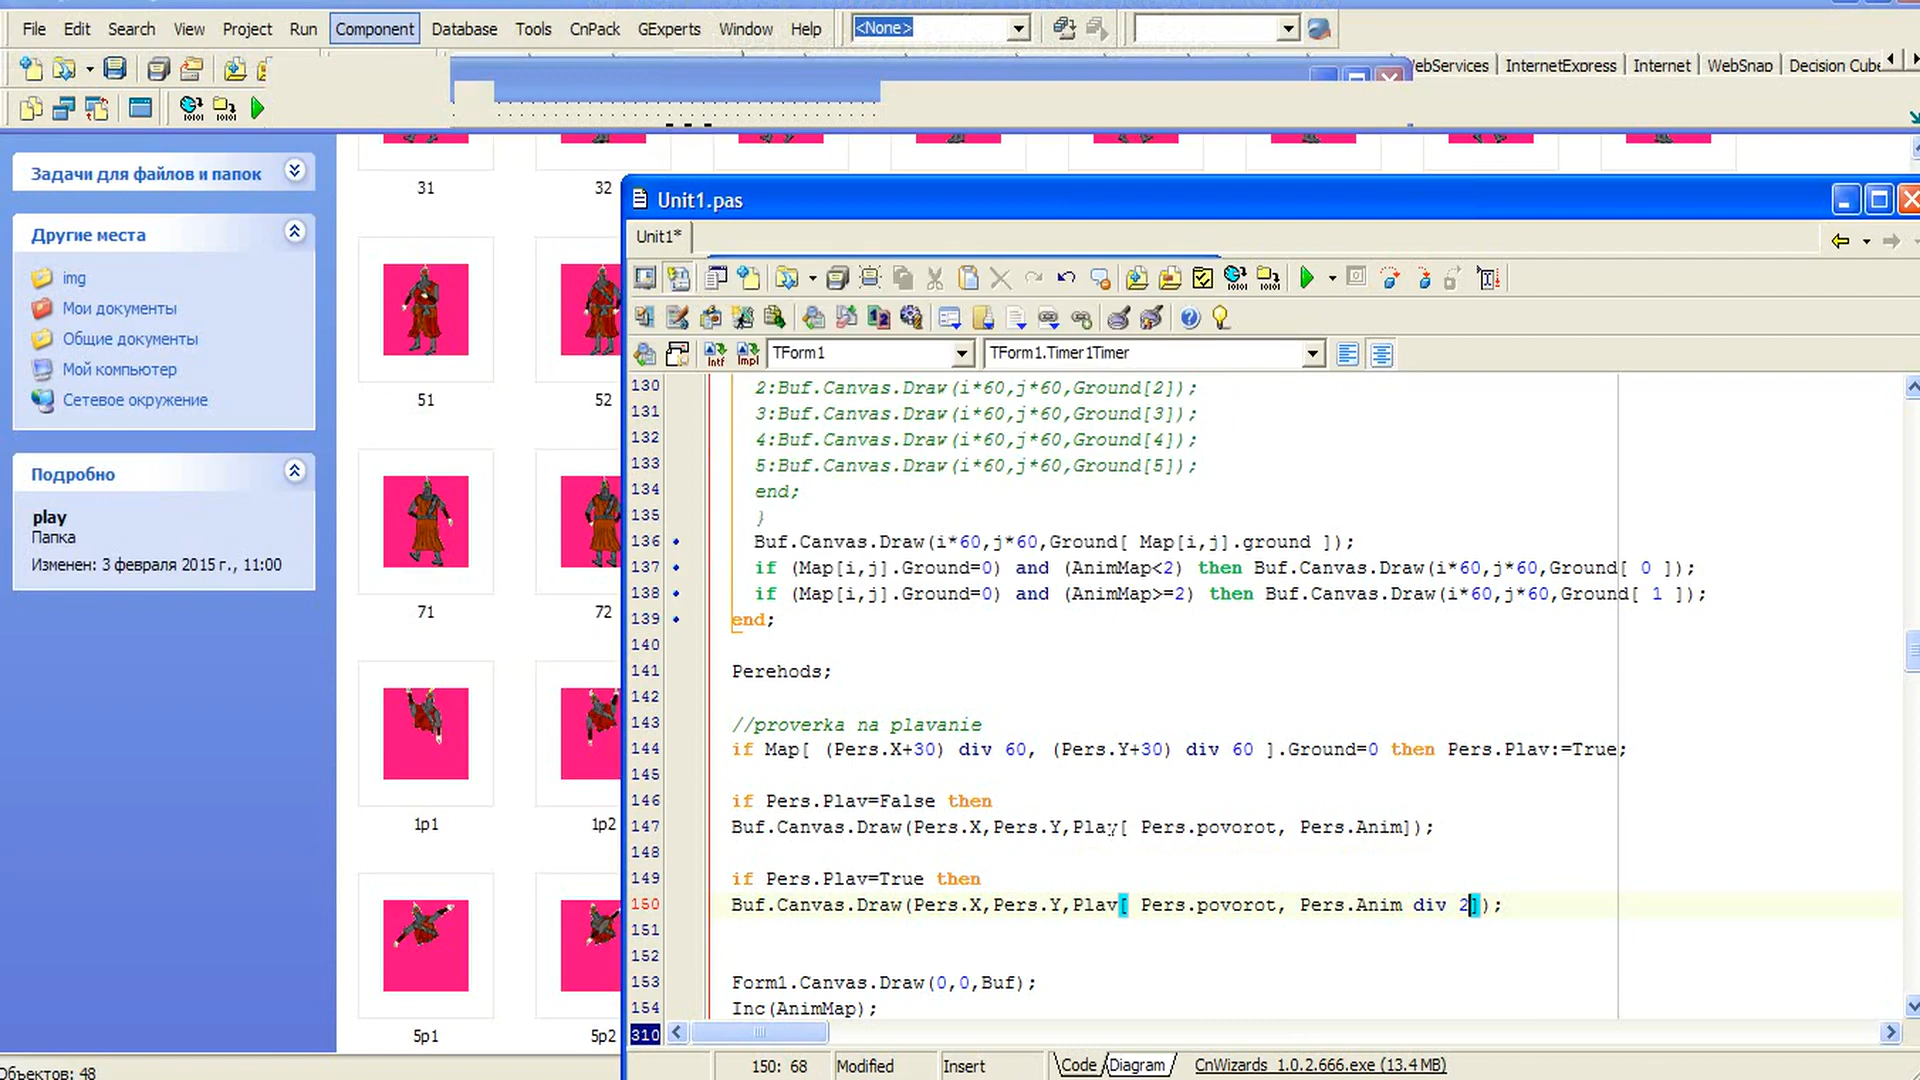 File Edit Search View Project Run Component Database Tools CnPack GExperts Window Help <None>
WebServices InternetExpress Internet WebSnap Decision Cube
Задачи для файлов и папок
Другие места
img
Мои документы
Общие документы
Мой компьютер
Сетевое окружение
Подробно
play
Папка
Изменен: 3 февраля 2015 г., 11:00
31 32
51 52
71 72
1p1 1p2
5p1 5p2
Объектов: 48
Unit1.pas
Unit1*
TForm1 TForm1.Timer1Timer
130 2:Buf.Canvas.Draw(i*60,j*60,Ground[2]);
131 3:Buf.Canvas.Draw(i*60,j*60,Ground[3]);
132 4:Buf.Canvas.Draw(i*60,j*60,Ground[4]);
133 5:Buf.Canvas.Draw(i*60,j*60,Ground[5]);
134 end;
135 }
136 Buf.Canvas.Draw(i*60,j*60,Ground[ Map[i,j].ground ]);
137 if (Map[i,j].Ground=0) and (AnimMap<2) then Buf.Canvas.Draw(i*60,j*60,Ground[ 0 ]);
138 if (Map[i,j].Ground=0) and (AnimMap>=2) then Buf.Canvas.Draw(i*60,j*60,Ground[ 1 ]);
139 end;
140
141 Perehods;
142
143 //proverka na plavanie
144 if Map[ (Pers.X+30) div 60, (Pers.Y+30) div 60 ].Ground=0 then Pers.Plav:=True;
145
146 if Pers.Plav=False then
147 Buf.Canvas.Draw(Pers.X,Pers.Y,Play[ Pers.povorot, Pers.Anim]);
148
149 if Pers.Plav=True then
150 Buf.Canvas.Draw(Pers.X,Pers.Y,Plav[ Pers.povorot, Pers.Anim div 2]);
151
152
153 Form1.Canvas.Draw(0,0,Buf);
154 Inc(AnimMap);
310
150: 68 Modified Insert Code Diagram CnWizards_1.0.2.666.exe (13.4 MB)